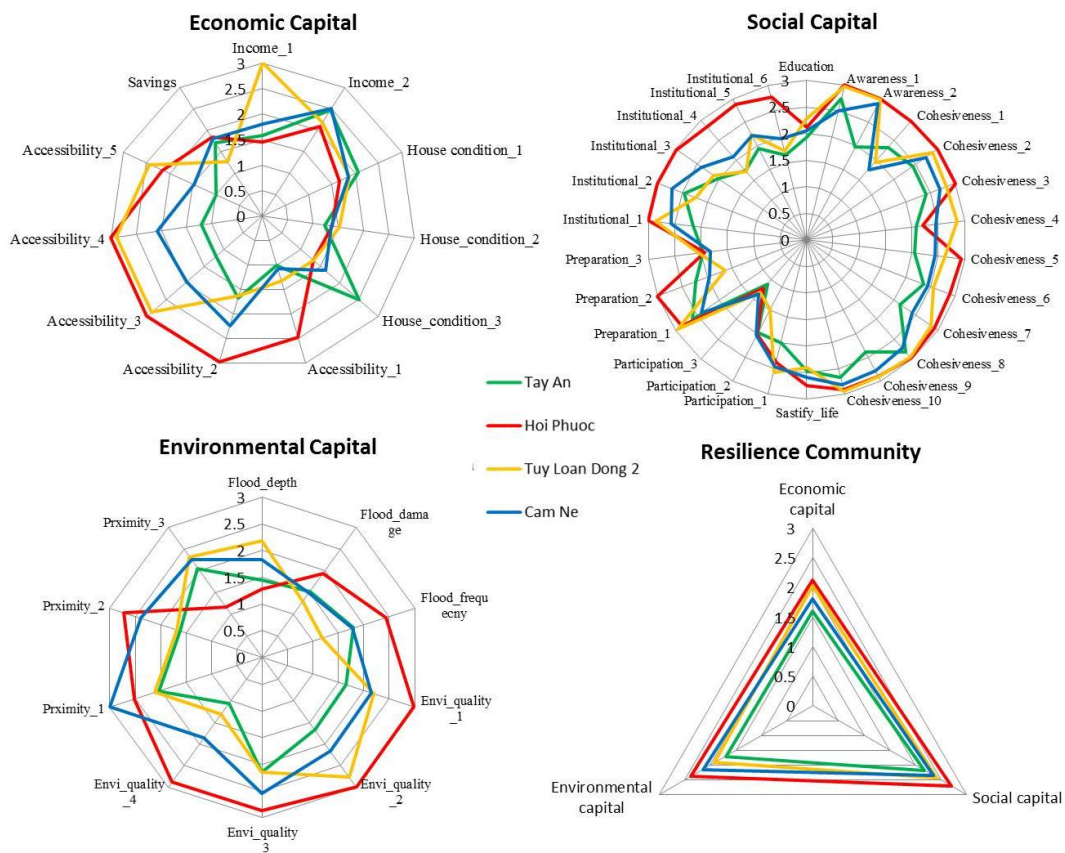 Economic Capital
Income_1
Income_2
House condition_1
House_condition_2
House_condition_3
Accessibility_1
Accessibility_2
Accessibility_3
Accessibility_4
Accessibility_5
Savings
3
2.5
2
1.5
1
0.5
0
Social Capital
Education
Awareness_1
Awareness_2
Cohesiveness_1
Cohesiveness_2
Cohesiveness_3
Cohesiveness_4
Cohesiveness_5
Cohesiveness_6
Cohesiveness_7
Cohesiveness_8
Cohesiveness_9
Cohesiveness_10
Sastify_life
Participation_1
Participation_2
Participation_3
Preparation_1
Preparation_2
Preparation_3
Institutional_1
Institutional_2
Institutional_3
Institutional_4
Institutional_5
Institutional_6
3
2.5
2
1.5
1
0.5
0
Tay An
Hoi Phuoc
Tuy Loan Dong 2
Cam Ne
Environmental Capital
Flood_depth
Flood_dama
ge
Flood_frequ
ecny
Envi_quality
_1
Envi_quality
_2
Envi_quality
3
Envi_quality
_4
Prximity_1
Prximity_2
Prximity_3
3
2.5
2
1.5
1
0.5
0
Resilience Community
Economic
capital
3
2.5
2
1.5
1
0.5
0
Environmental
capital
Social capital